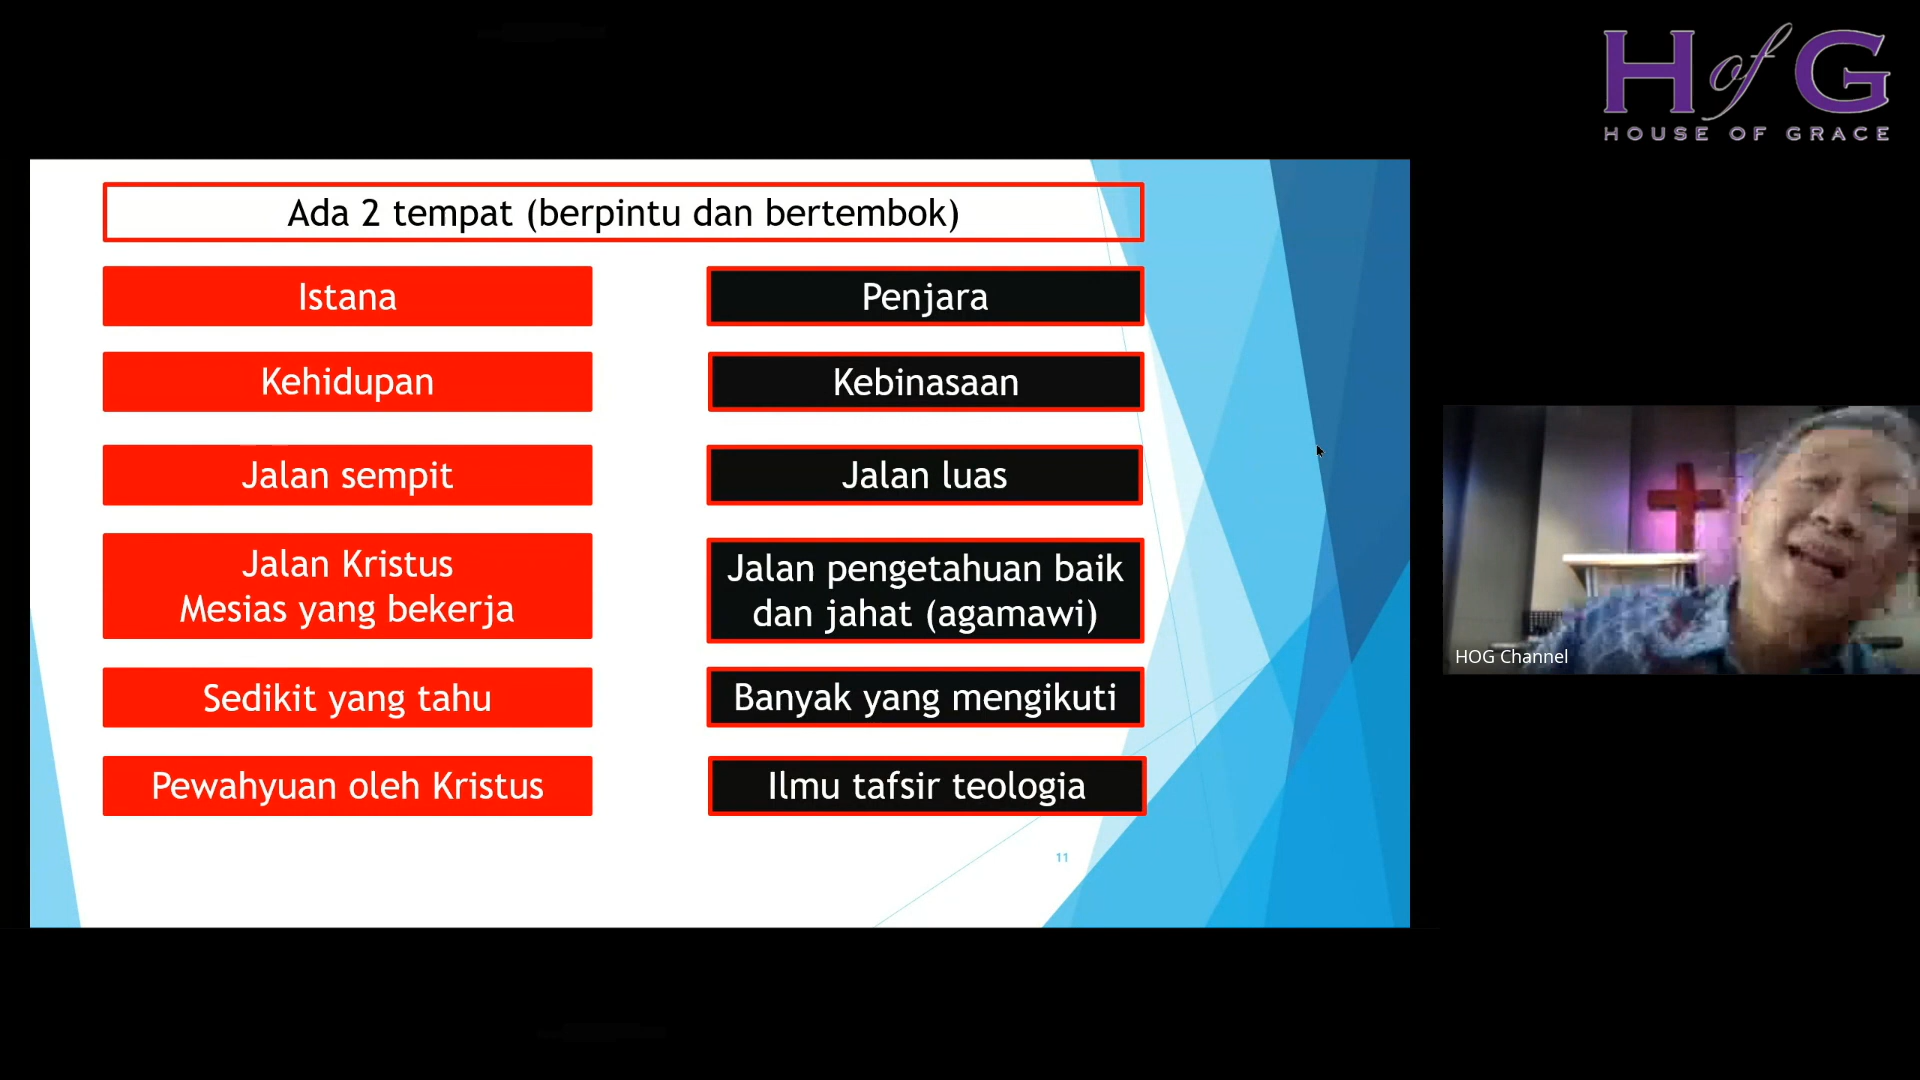 H of G
HOUSE OF GRACE
Ada 2 tempat (berpintu dan bertembok)
Istana
Penjara
Kehidupan
Kebinasaan
Jalan sempit
Jalan luas
Jalan Kristus
Mesias yang bekerja
Jalan pengetahuan baik
dan jahat (agamawi)
Sedikit yang tahu
Banyak yang mengikuti
Pewahyuan oleh Kristus
Ilmu tafsir teologia
11
HOG Channel